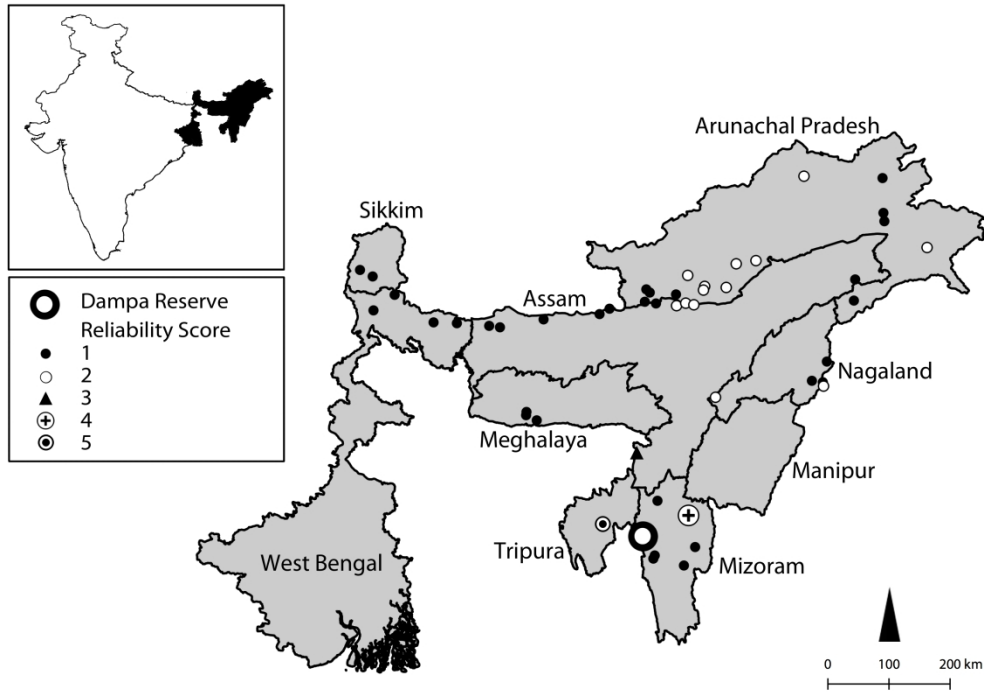 Arunachal Pradesh
Sikkim
Assam
Nagaland
Meghalaya
Manipur
Tripura
Mizoram
West Bengal
Dampa Reserve
Reliability Score
1
2
3
4
5
0 100 200 km